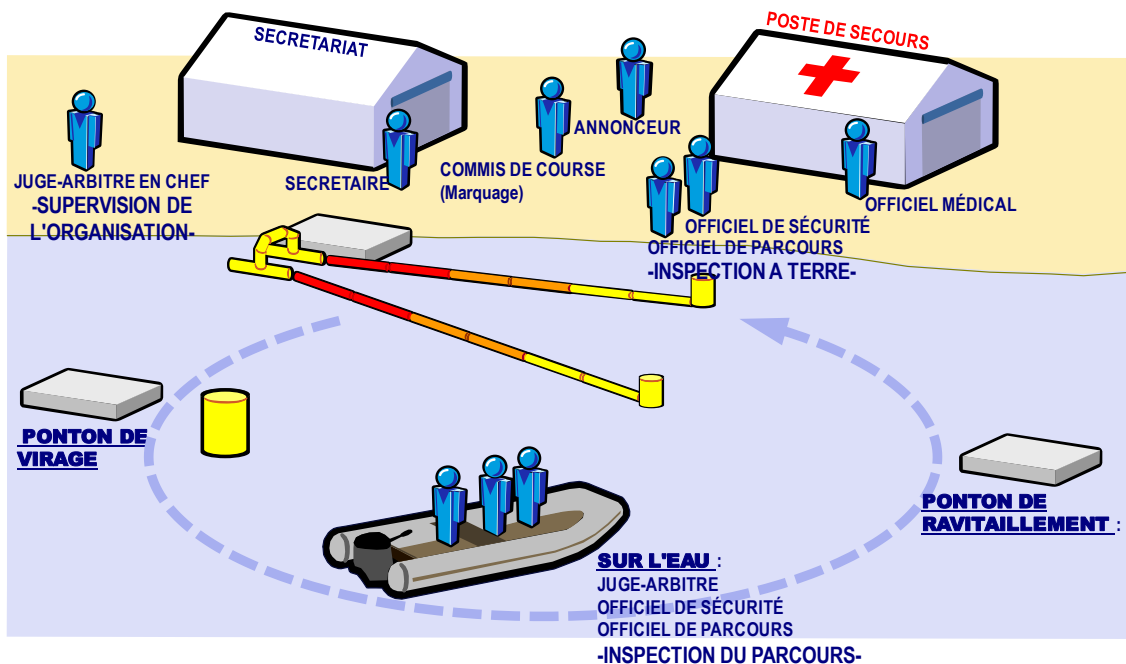 SECRETARIAT
POSTE DE SECOURS
ANNONCEUR
JUGE-ARBITRE EN CHEF
-SUPERVISION DE
L'ORGANISATION-
SECRETAIRE
COMMIS DE COURSE
(Marquage)
OFFICIEL MÉDICAL
OFFICIEL DE SÉCURITÉ
OFFICIEL DE PARCOURS
-INSPECTION A TERRE-
PONTON DE
VIRAGE
PONTON DE
RAVITAILLEMENT :
SUR L'EAU :
JUGE-ARBITRE
OFFICIEL DE SÉCURITÉ
OFFICIEL DE PARCOURS
-INSPECTION DU PARCOURS-